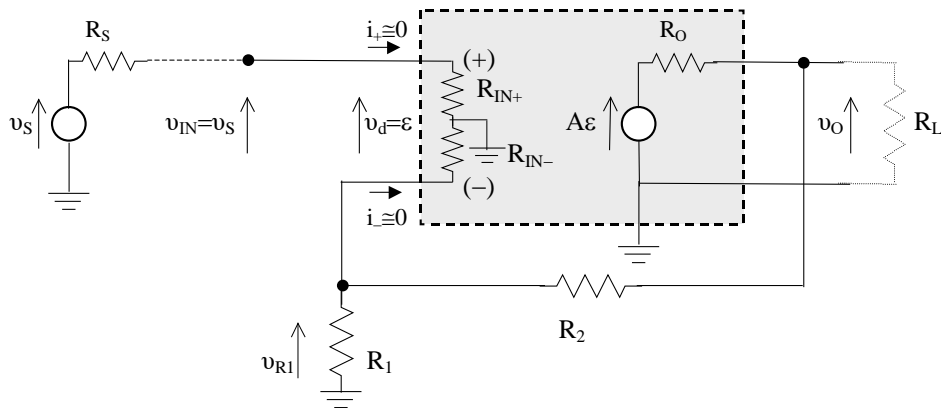 R_S
i_+≅0
(+)
R_IN+
R_O
υ_S
υ_IN=υ_S
υ_d=ε
Aε
υ_O
R_L
R_IN−
(−)
i_−≅0
R_2
υ_R1
R_1